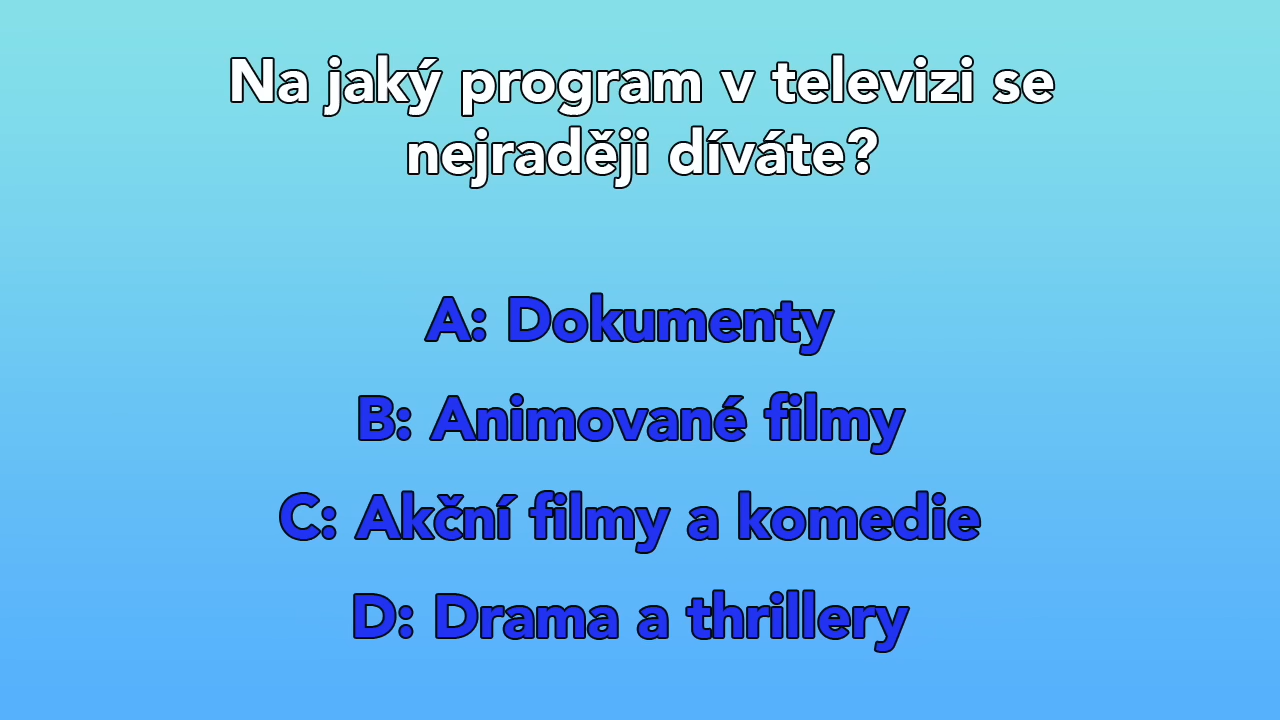 Na jaký program v televizi se
nejraději díváte?
A: Dokumenty
B: Animované filmy
C: Akční filmy a komedie
D: Drama a thrillery